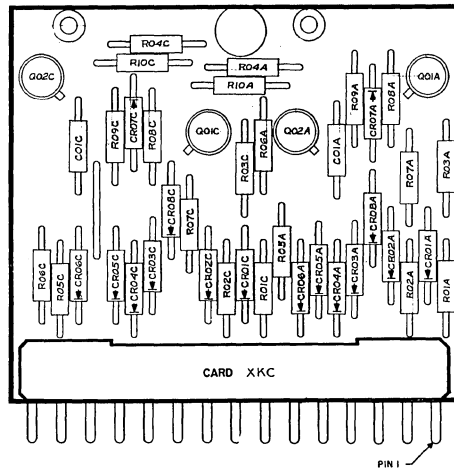 R04C
R10C
R04A
R10A
Q02C
Q01A
R09C
CR07C
R08C
C01C
Q01C
R03C
R06A
Q02A
C01A
R09A
CR07A
R08A
R07A
R03A
CR08C
R07C
CR08A
R06C
R05C
CR06C
CR05C
CR04C
CR03C
CR02C
R02C
CR01C
R01C
R05A
CR06A
CR05A
CR04A
CR03A
CR02A
R02A
CR01A
R01A
CARD XKC
PIN 1